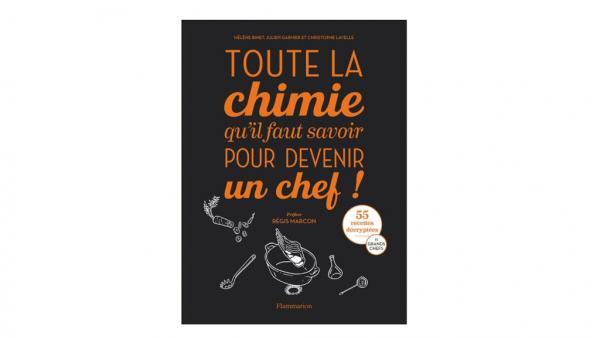 HÉLÈNE BINET, JULIEN GARNIER ET CHRISTOPHE LAVELLE
TOUTE LA
chimie
qu'il faut savoir
POUR DEVENIR
un chef !
Préface
RÉGIS MARCON
55
recettes
décryptées
GRANDS
CHEFS
Flammarion